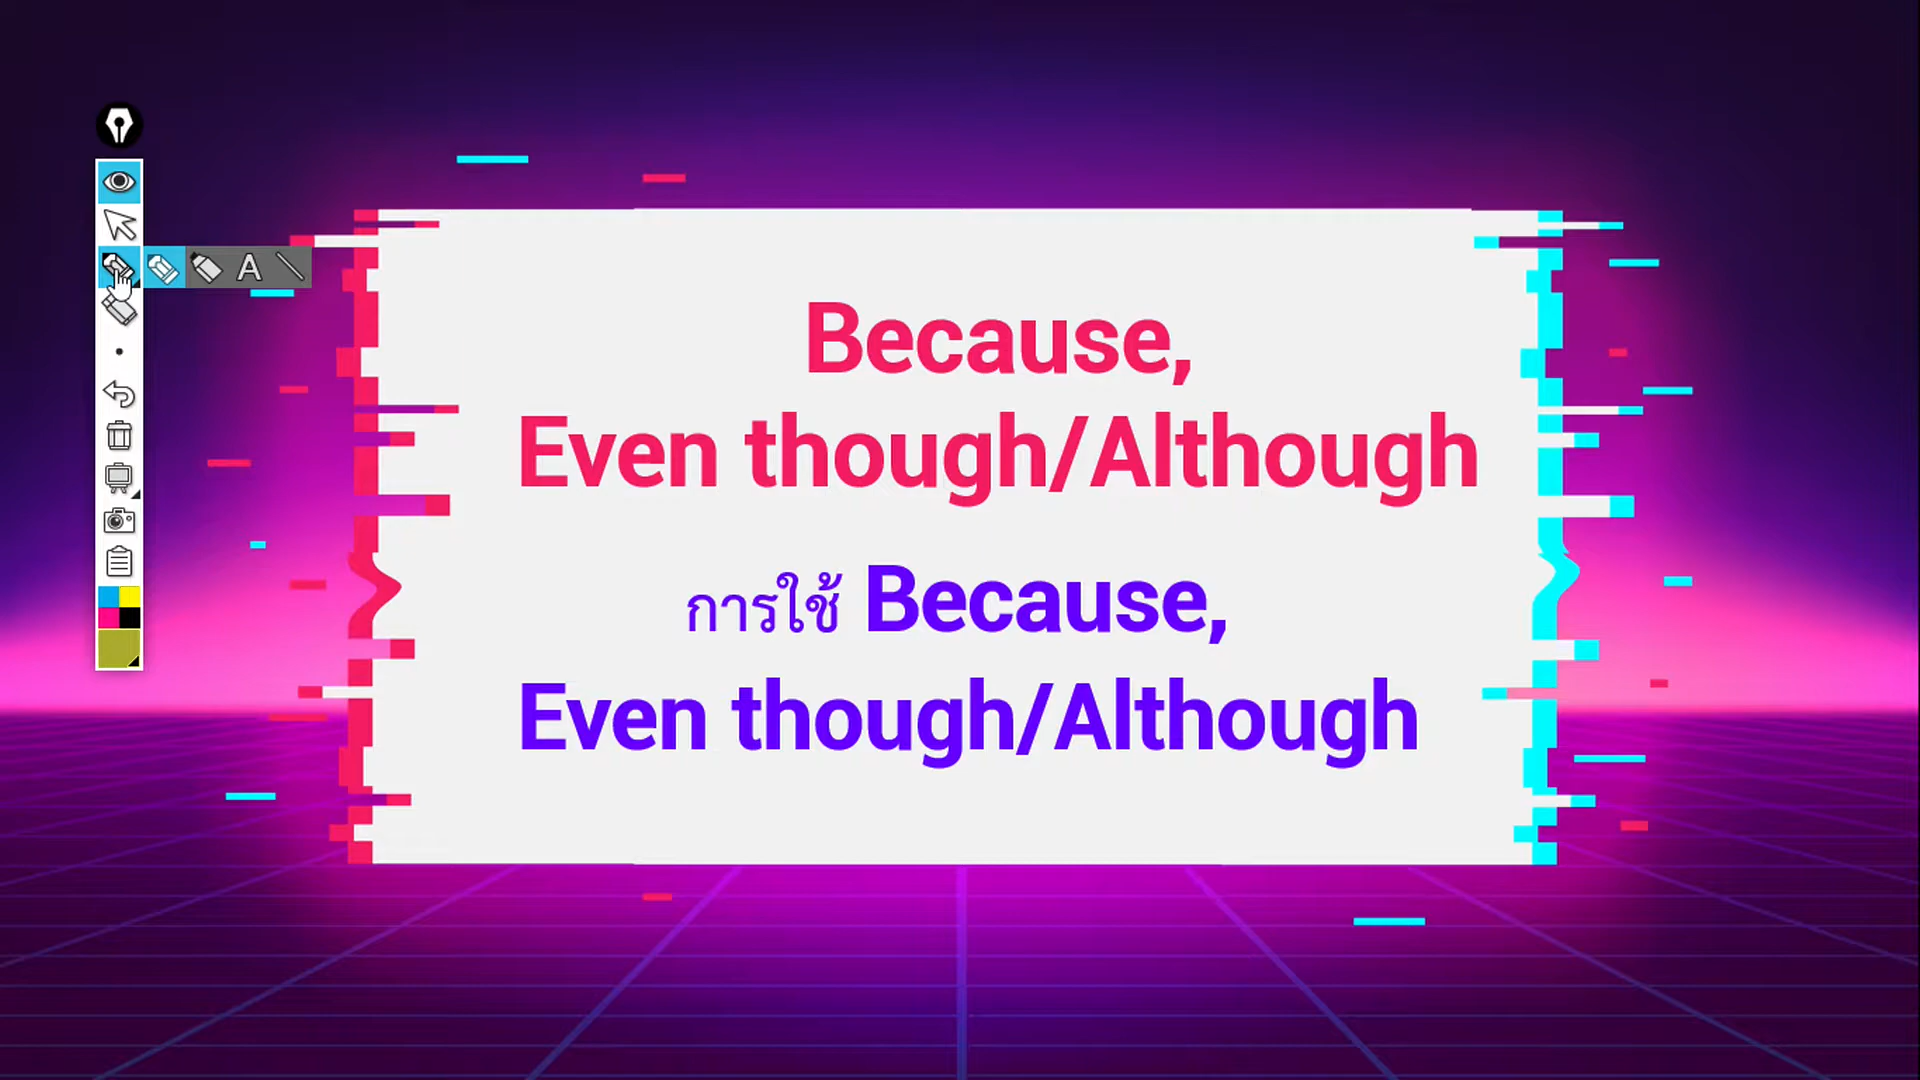 Because,
Even though/Although
การใช้ Because,
Even though/Although
A